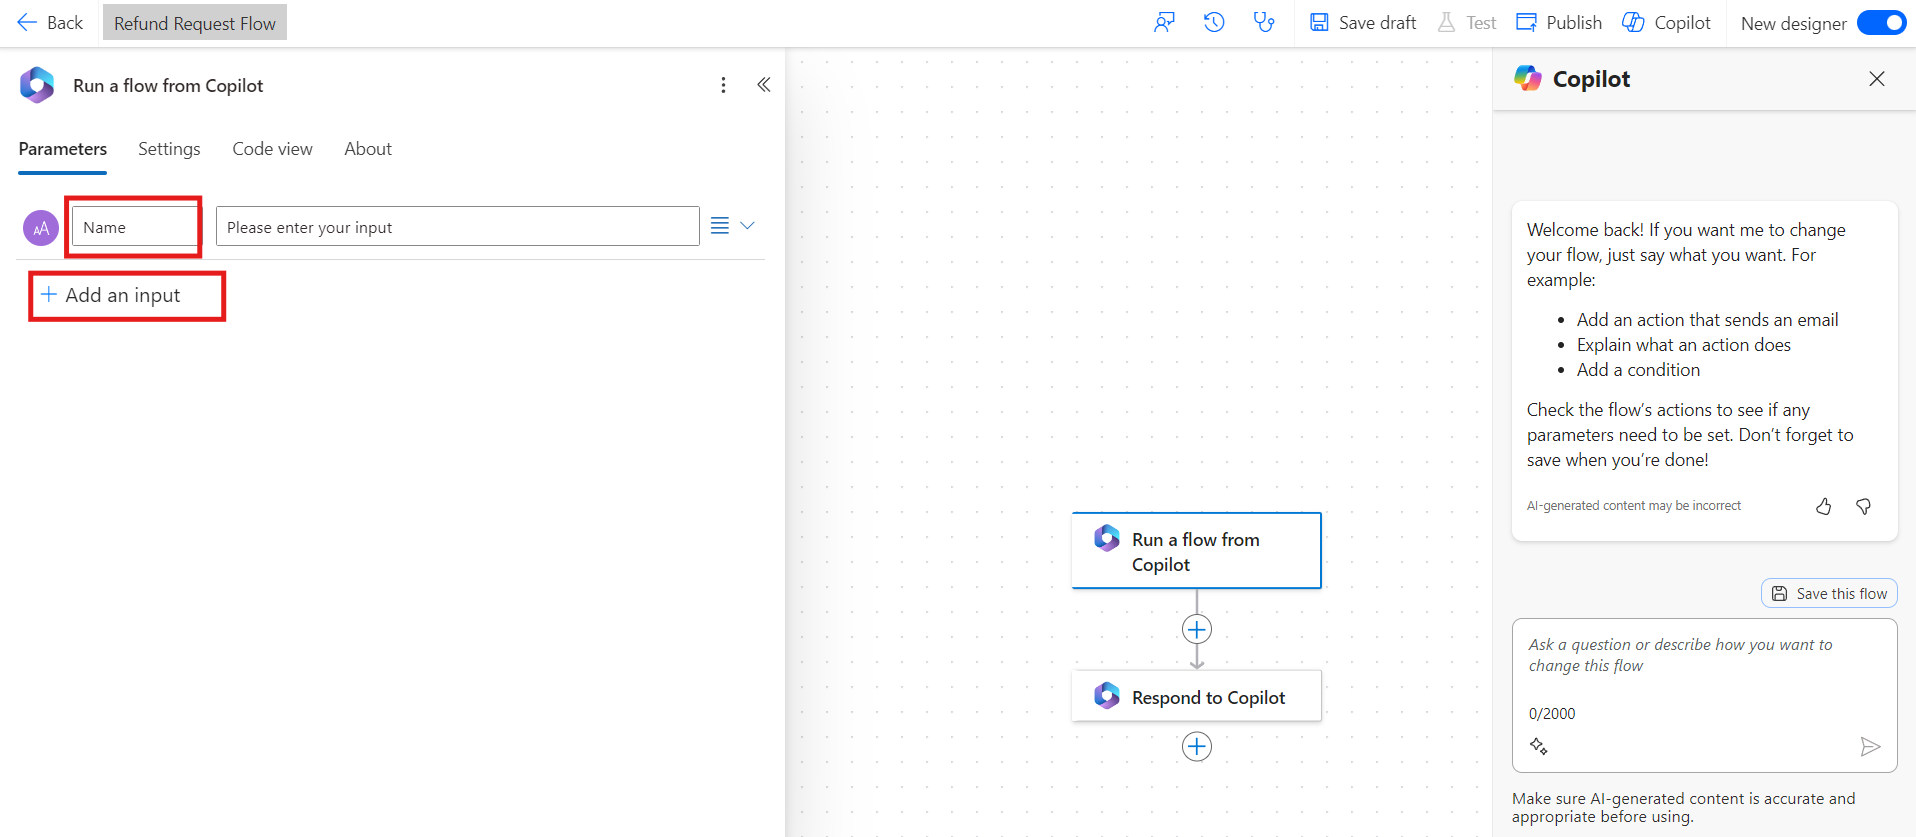 Back
Refund Request Flow
Save draft
Test
Publish
Copilot
New designer
Run a flow from Copilot
Parameters
Settings
Code view
About
AA
Name
Please enter your input
+ Add an input
Run a flow from
Copilot
Respond to Copilot
Copilot
Welcome back! If you want me to change
your flow, just say what you want. For
example:
• Add an action that sends an email
• Explain what an action does
• Add a condition
Check the flow’s actions to see if any
parameters need to be set. Don’t forget to
save when you’re done!
AI-generated content may be incorrect
Save this flow
Ask a question or describe how you want to
change this flow
0/2000
Make sure AI-generated content is accurate and
appropriate before using.